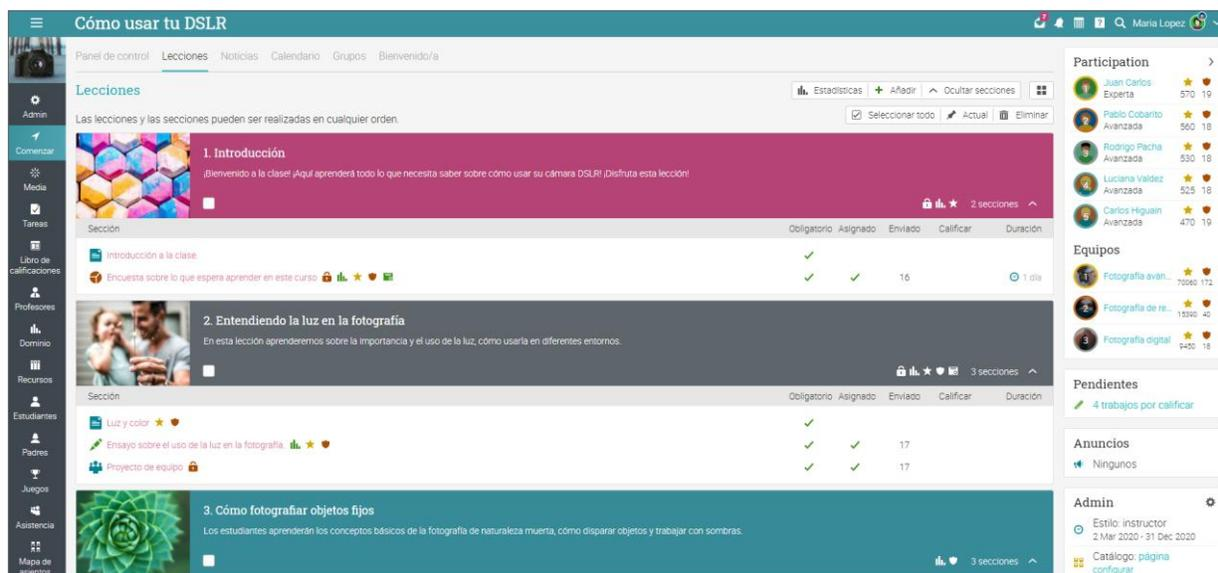 Cómo usar tu DSLR
7
Maria Lopez
Panel de control Lecciones Noticias Calendario Grupos Bienvenido/a
Lecciones
Estadísticas Añadir Ocultar secciones
Las lecciones y las secciones pueden ser realizadas en cualquier orden.
Seleccionar todo Actual Eliminar
Admin
Comenzar
Media
Tareas
Libro de
calificaciones
Profesores
Dominio
Recursos
Estudiantes
Padres
Juegos
Asistencia
Mapa de
asientos
1. Introducción
¡Bienvenido a la clase! ¡Aquí aprenderá todo lo que necesita saber sobre cómo usar su cámara DSLR! ¡Disfruta esta lección!
2 secciones
Sección Obligatorio Asignado Enviado Calificar Duración
Introducción a la clase
Encuesta sobre lo que espera aprender en este curso 16 1 día
2. Entendiendo la luz en la fotografía
En esta lección aprenderemos sobre la importancia y el uso de la luz, cómo usarla en diferentes entornos.
3 secciones
Sección Obligatorio Asignado Enviado Calificar Duración
Luz y color
Ensayo sobre el uso de la luz en la fotografía. 17
Proyecto de equipo 17
3. Cómo fotografiar objetos fijos
Los estudiantes aprenderán los conceptos básicos de la fotografía de naturaleza muerta, cómo disparar objetos y trabajar con sombras.
3 secciones
Participation
1 Juan Carlos
Experta 570 19
2 Pablo Cobarito
Avanzada 560 18
3 Rodrigo Pacha
Avanzada 530 18
4 Luciana Valdez
Avanzada 525 18
5 Carlos Higuain
Avanzada 470 19
Equipos
1 Fotografía avan... 70060 172
2 Fotografía de re... 15390 40
3 Fotografía digital 9450 18
Pendientes
4 trabajos por calificar
Anuncios
Ningunos
Admin
Estilo: instructor
2 Mar 2020 - 31 Dec 2020
Catálogo: página
configurar